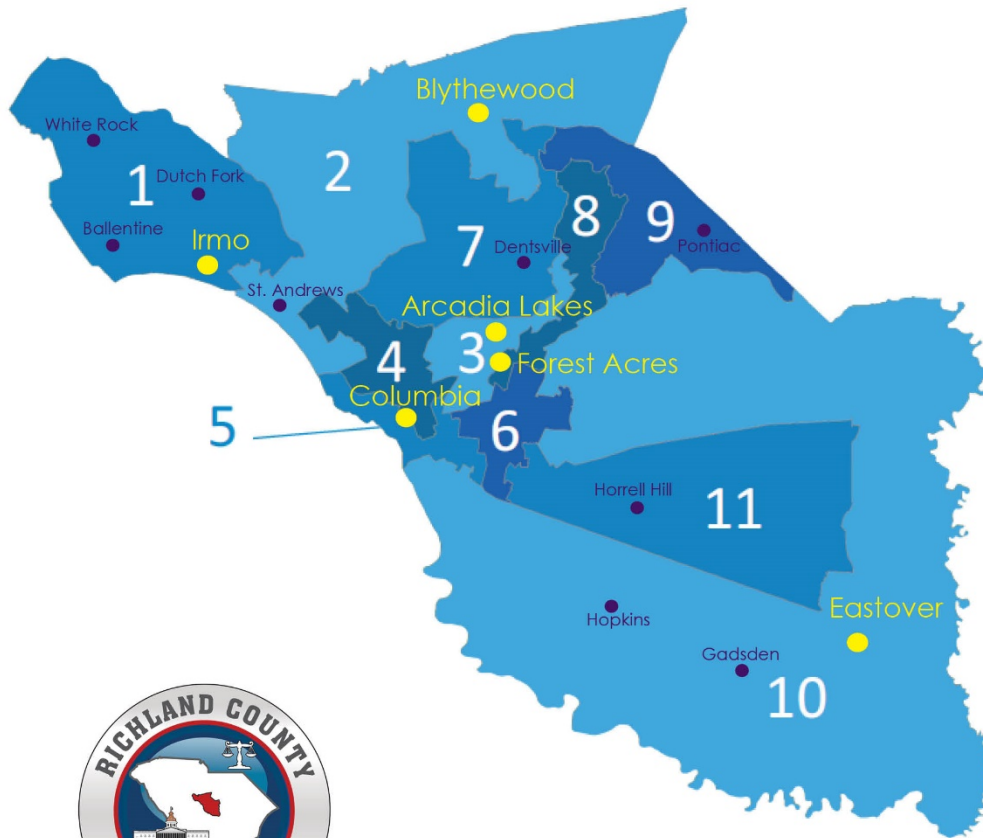 Blythewood
White Rock
1
Dutch Fork
2
8
9
Ballentine
Irmo
7
Dentsville
Pontiac
St. Andrews
Arcadia Lakes
3
4
Forest Acres
Columbia
5
6
Horrell Hill
11
Hopkins
Eastover
Gadsden
10
RICHLAND COUNTY